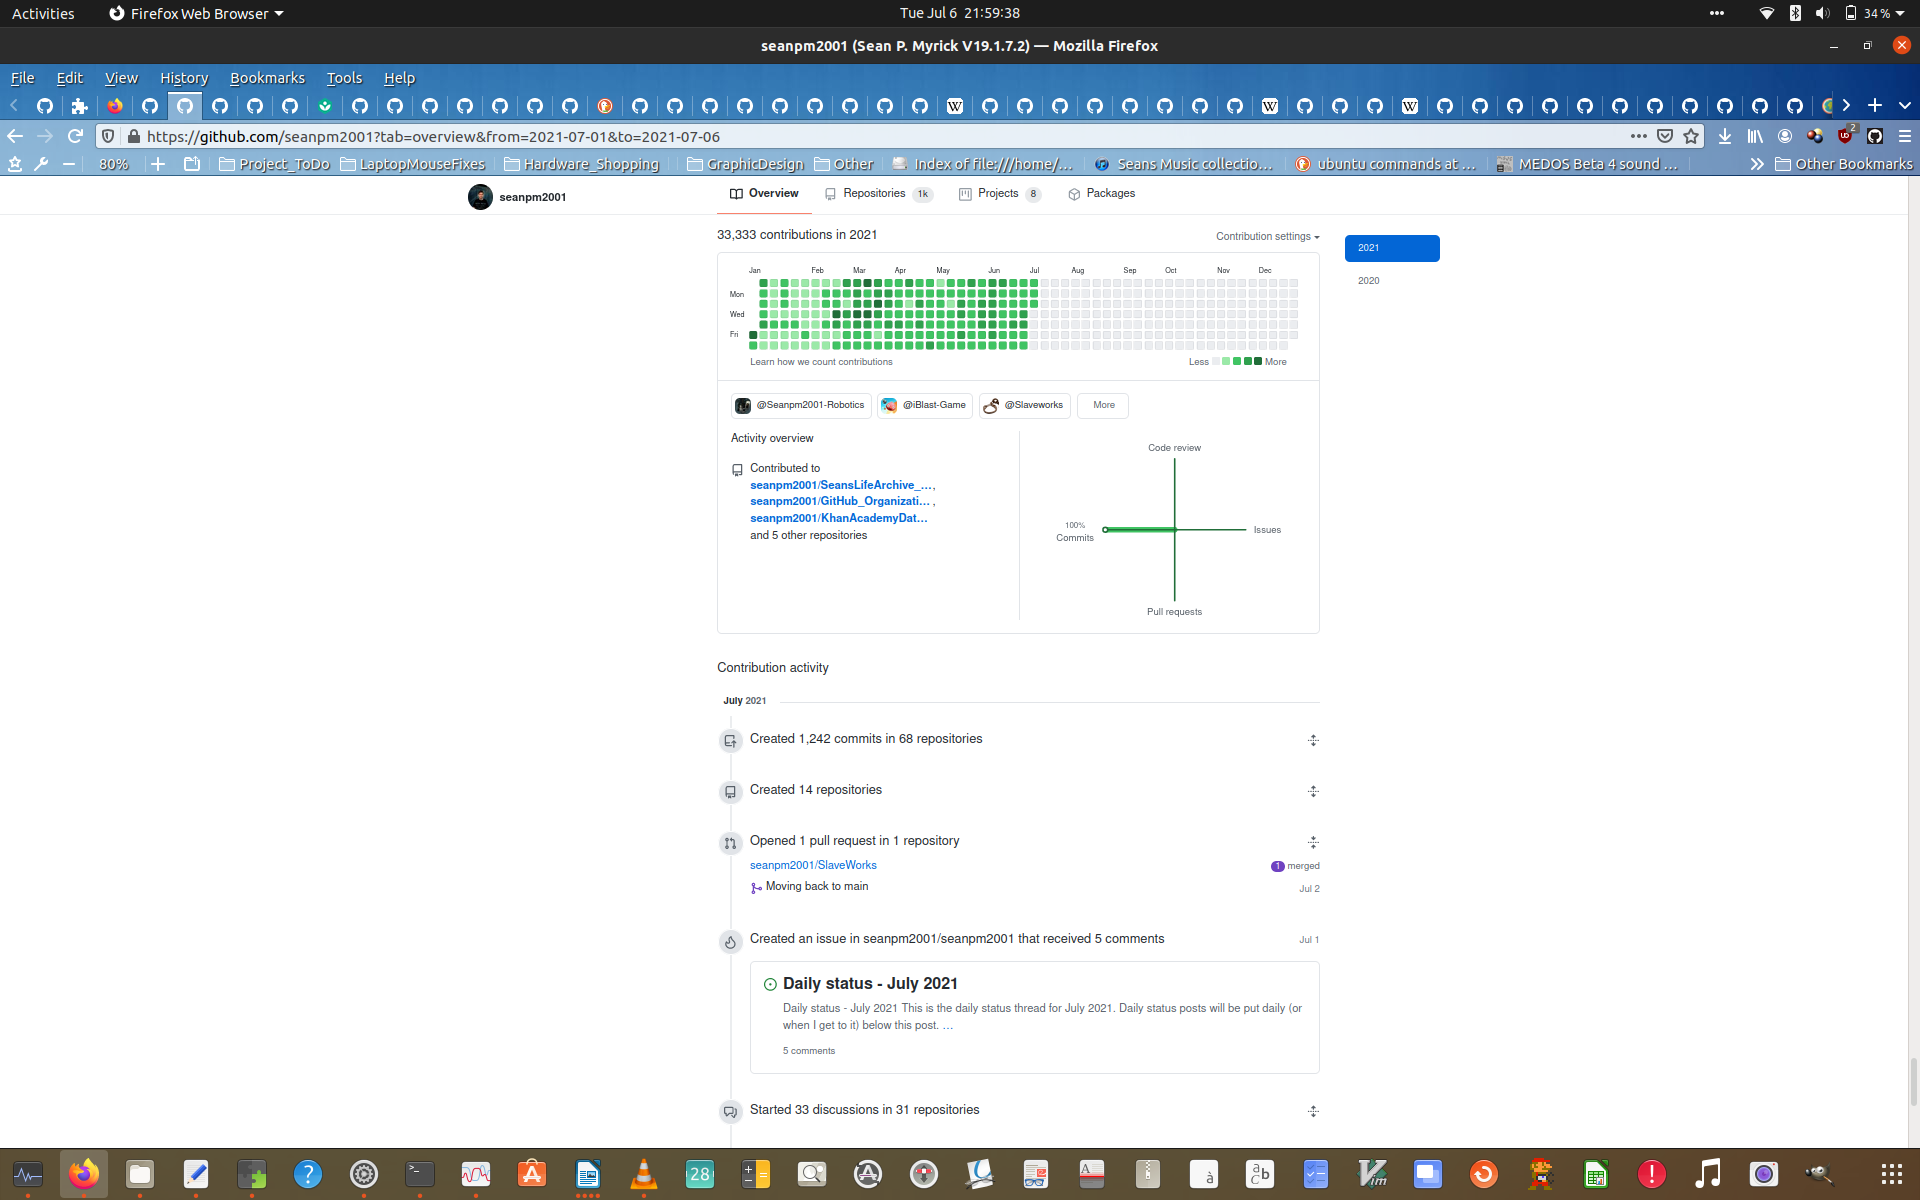 Activities
Firefox Web Browser
Tue Jul 6 21:59:38
34 %
seanpm2001 (Sean P. Myrick V19.1.7.2) — Mozilla Firefox
File Edit View History Bookmarks Tools Help
https://github.com/seanpm2001?tab=overview&from=2021-07-01&to=2021-07-06
2
80%
Project_ToDo
LaptopMouseFixes
Hardware_Shopping
GraphicDesign
Other
Index of file:///home/...
Seans Music collectio...
ubuntu commands at ...
MEDOS Beta 4 sound ...
Other Bookmarks
seanpm2001
Overview
Repositories 1k
Projects 8
Packages
33,333 contributions in 2021
Contribution settings
2021
2020
Jan Feb Mar Apr May Jun Jul Aug Sep Oct Nov Dec
Mon
Wed
Fri
Learn how we count contributions
Less More
@Seanpm2001-Robotics
@iBlast-Game
@Slaveworks
More
Activity overview
Contributed to
seanpm2001/SeansLifeArchive_... ,
seanpm2001/GitHub_Organizati... ,
seanpm2001/KhanAcademyDat...
and 5 other repositories
Code review
100%
Commits
Issues
Pull requests
Contribution activity
July 2021
Created 1,242 commits in 68 repositories
Created 14 repositories
Opened 1 pull request in 1 repository
seanpm2001/SlaveWorks
1 merged
Moving back to main
Jul 2
Created an issue in seanpm2001/seanpm2001 that received 5 comments
Jul 1
Daily status - July 2021
Daily status - July 2021 This is the daily status thread for July 2021. Daily status posts will be put daily (or
when I get to it) below this post. ...
5 comments
Started 33 discussions in 31 repositories
28